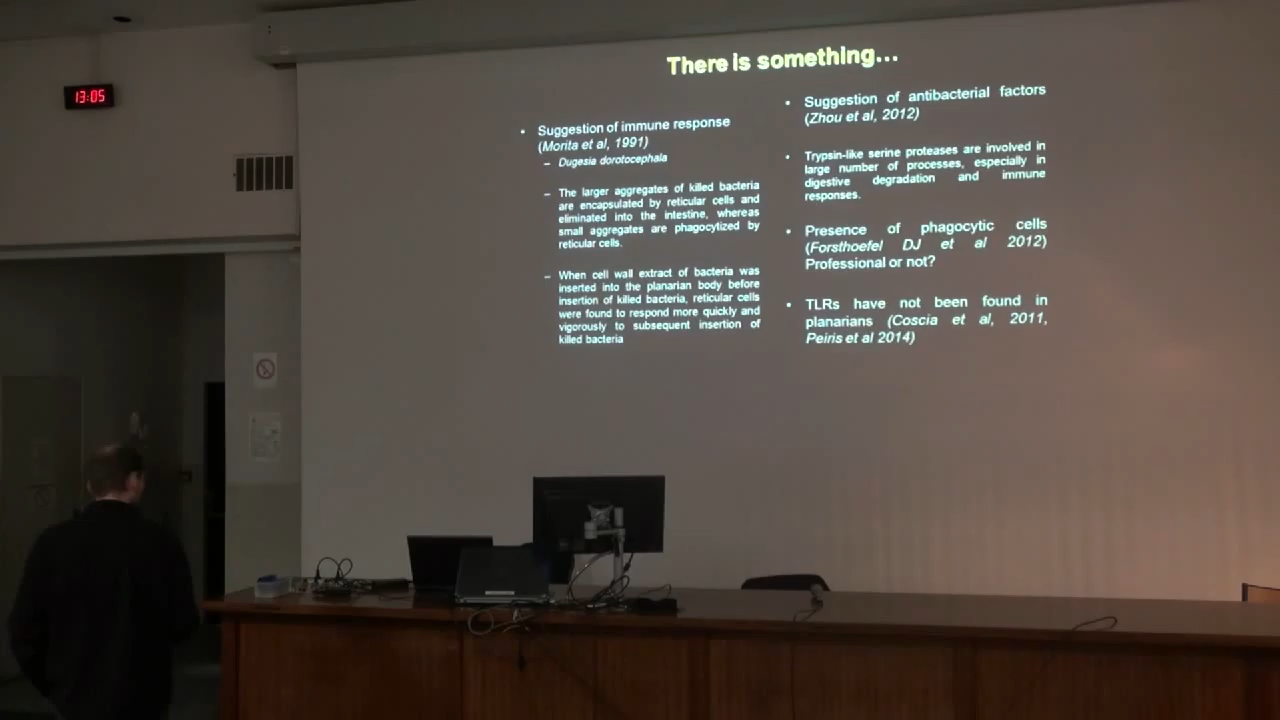 13:05
There is something...
• Suggestion of immune response
(Morita et al, 1991)
– Dugesia dorotocephala
– The larger aggregates of killed bacteria
are encapsulated by reticular cells and
eliminated into the intestine, whereas
small aggregates are phagocytized by
reticular cells.
– When cell wall extract of bacteria was
inserted into the planarian body before
insertion of killed bacteria, reticular cells
were found to respond more quickly and
vigorously to subsequent insertion of
killed bacteria
• Suggestion of antibacterial factors
(Zhou et al, 2012)
• Trypsin-like serine proteases are involved in
large number of processes, especially in
digestive degradation and immune
responses.
• Presence of phagocytic cells
(Forsthoefel DJ et al 2012)
Professional or not?
• TLRs have not been found in
planarians (Coscia et al, 2011,
Peiris et al 2014)